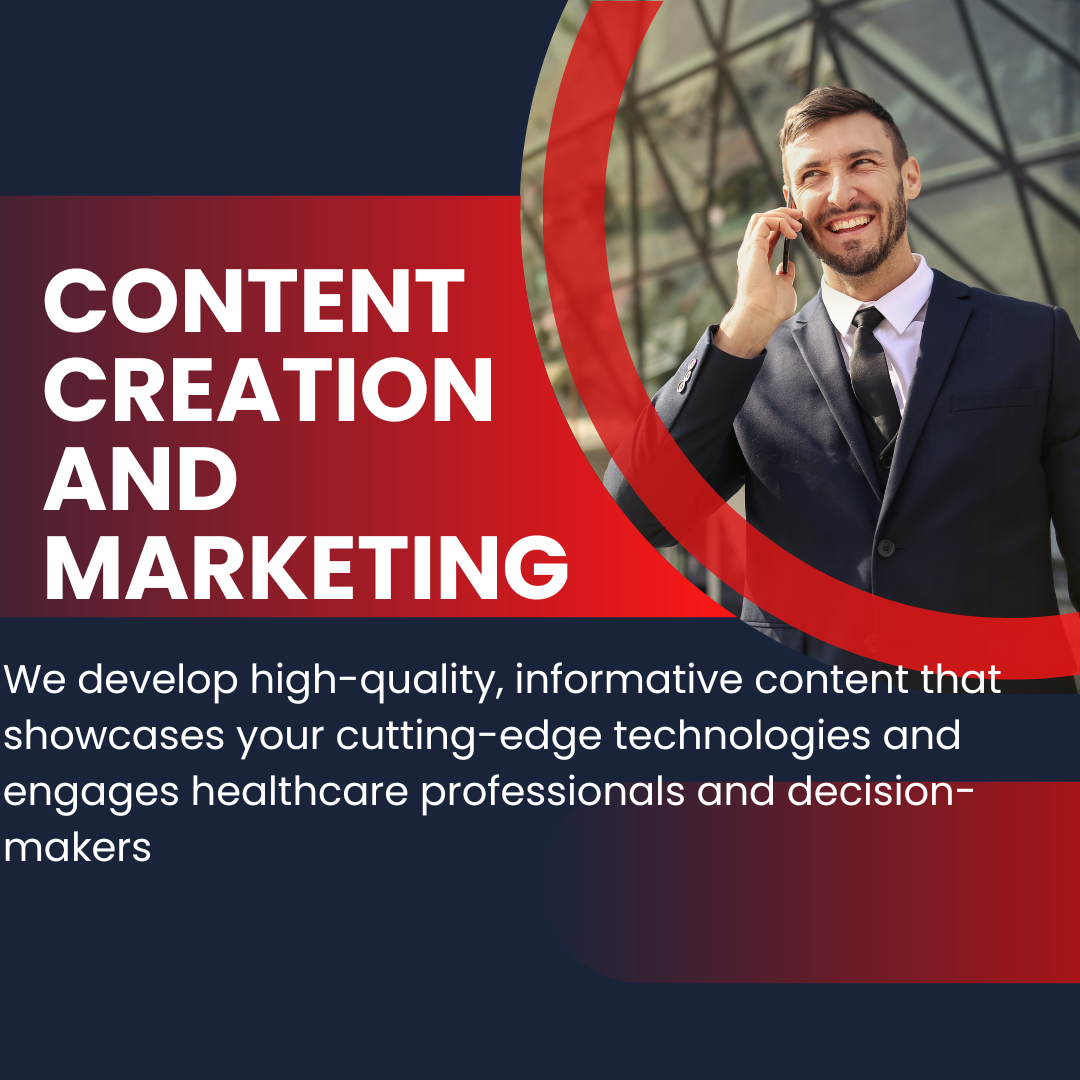 CONTENT
CREATION
AND
MARKETING
We develop high-quality, informative content that
showcases your cutting-edge technologies and
engages healthcare professionals and decision-
makers